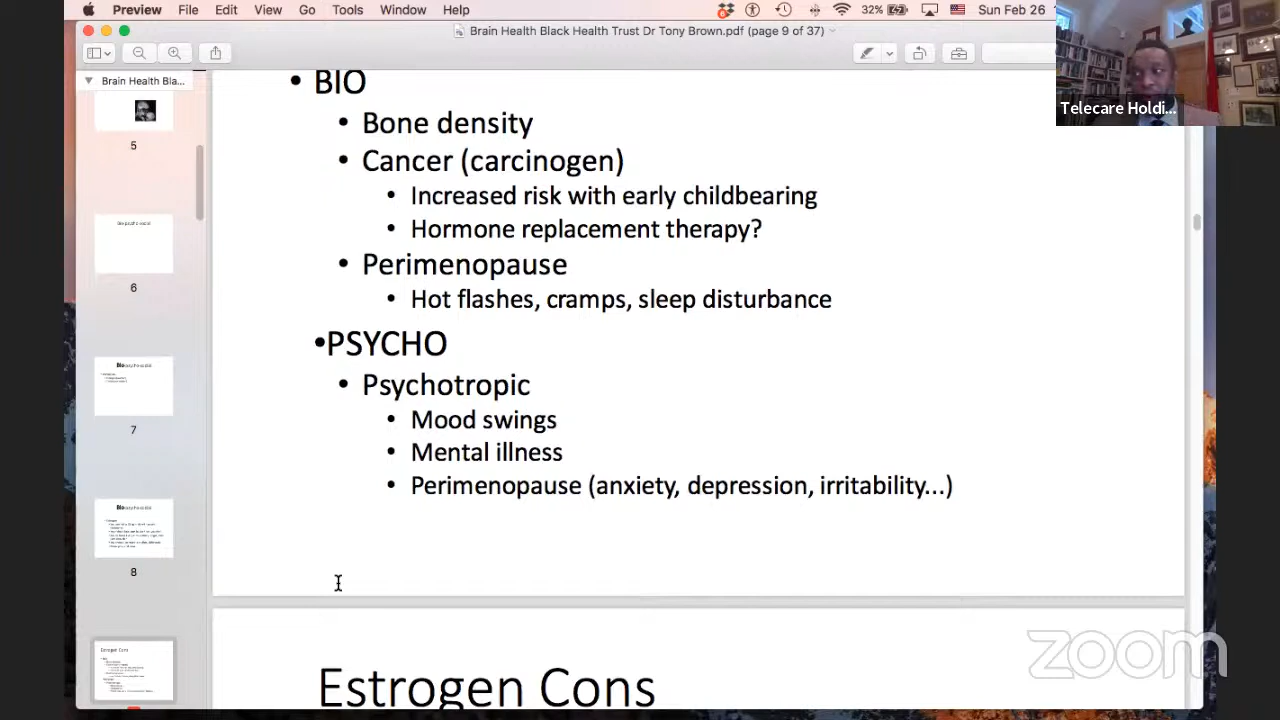 Preview File Edit View Go Tools Window Help 32% Sun Feb 26
Brain Health Black Health Trust Dr Tony Brown.pdf (page 9 of 37)
Telecare Holdi...
Brain Health Bla...
5
6
7
8
• BIO
• Bone density
• Cancer (carcinogen)
• Increased risk with early childbearing
• Hormone replacement therapy?
• Perimenopause
• Hot flashes, cramps, sleep disturbance
•PSYCHO
• Psychotropic
• Mood swings
• Mental illness
• Perimenopause (anxiety, depression, irritability...)
Estrogen Cons
Estrogen Cons
zoom